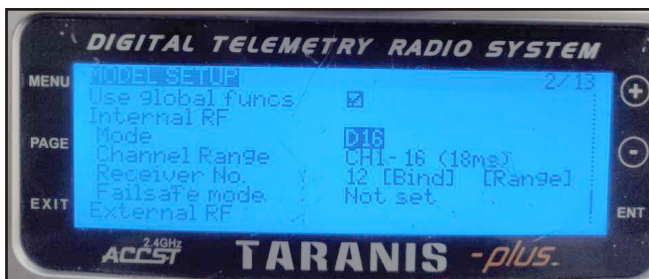 DIGITAL TELEMETRY RADIO SYSTEM
MENU
MODEL SETUP 2/13
Use global funcs
Internal RF
PAGE
Mode D16
Channel Range CH1-16 (18ms)
Receiver No. 12 [Bind] [Range]
Failsafe mode Not set
EXIT
External RF
ENT
+
-
2.4GHz
ACCST TARANIS -plus-